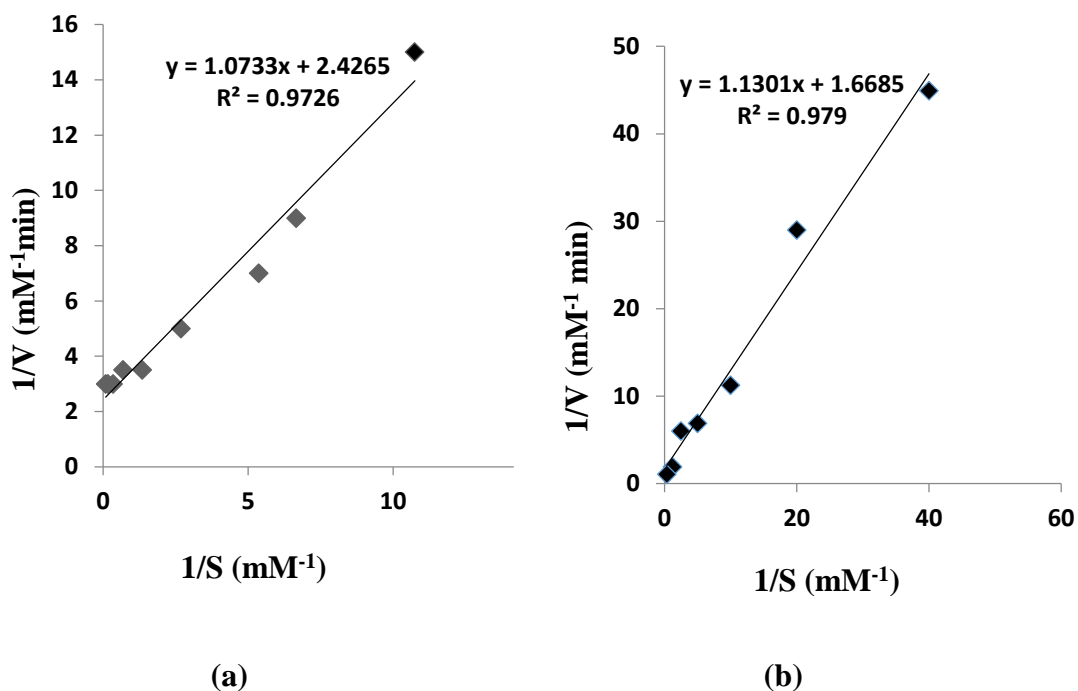 16
14
12
10
8
6
4
2
0
y = 1.0733x + 2.4265
R² = 0.9726
1/V (mM⁻¹min)
0 5 10
1/S (mM⁻¹)
(a)
50
40
30
20
10
0
y = 1.1301x + 1.6685
R² = 0.979
1/V (mM⁻¹ min)
0 20 40 60
1/S (mM⁻¹)
(b)